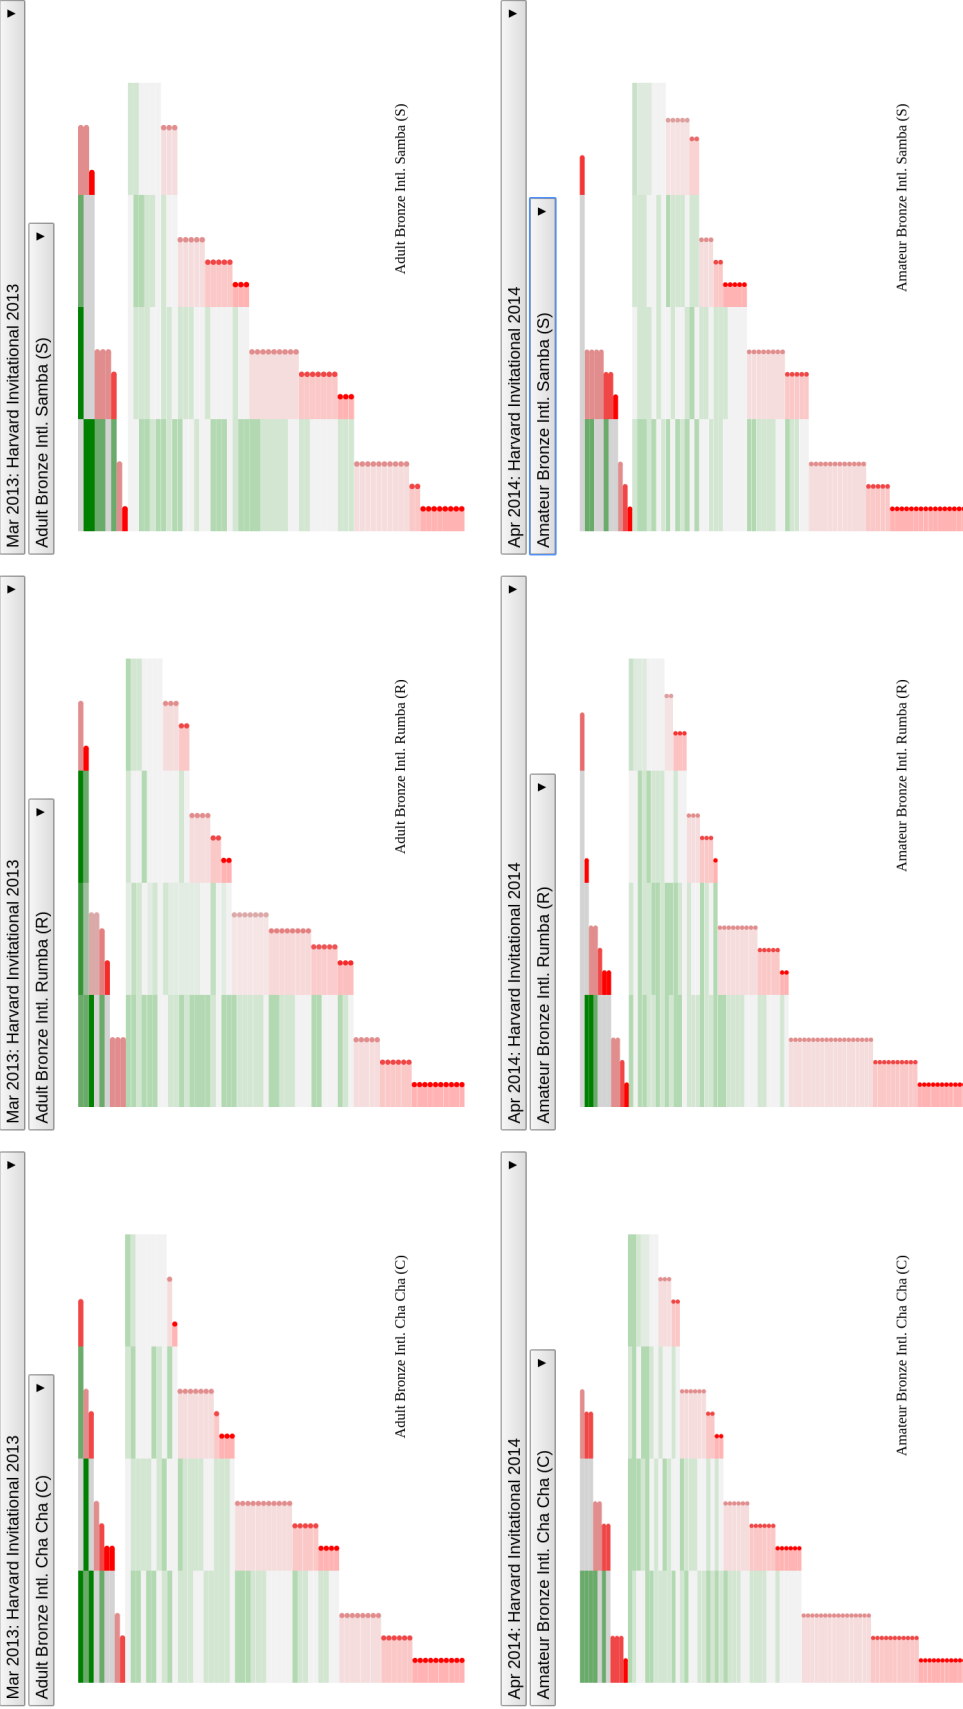 Mar 2013: Harvard Invitational 2013
Adult Bronze Intl. Cha Cha (C)
Adult Bronze Intl. Cha Cha (C)
Mar 2013: Harvard Invitational 2013
Adult Bronze Intl. Rumba (R)
Adult Bronze Intl. Rumba (R)
Mar 2013: Harvard Invitational 2013
Adult Bronze Intl. Samba (S)
Adult Bronze Intl. Samba (S)
Apr 2014: Harvard Invitational 2014
Amateur Bronze Intl. Cha Cha (C)
Amateur Bronze Intl. Cha Cha (C)
Apr 2014: Harvard Invitational 2014
Amateur Bronze Intl. Rumba (R)
Amateur Bronze Intl. Rumba (R)
Apr 2014: Harvard Invitational 2014
Amateur Bronze Intl. Samba (S)
Amateur Bronze Intl. Samba (S)